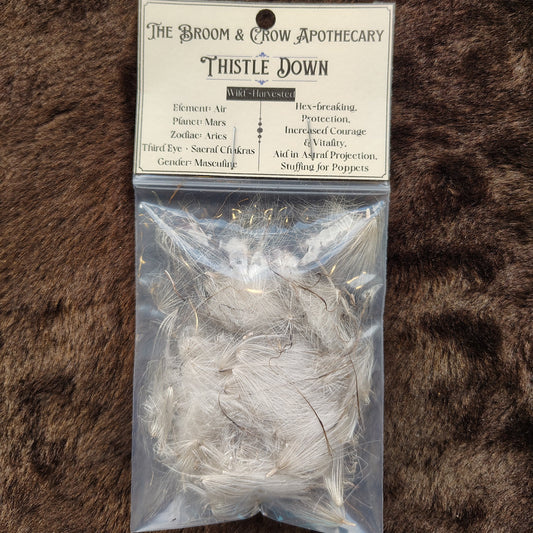 The Broom & Crow Apothecary
Thistle Down
Wild-Harvested
Element: Air
Planet: Mars
Zodiac: Aries
Third Eye + Sacral Chakras
Gender: Masculine
Hex-breaking,
Protection,
Increased Courage
& Vitality,
Aid in Astral Projection,
Stuffing for Poppets